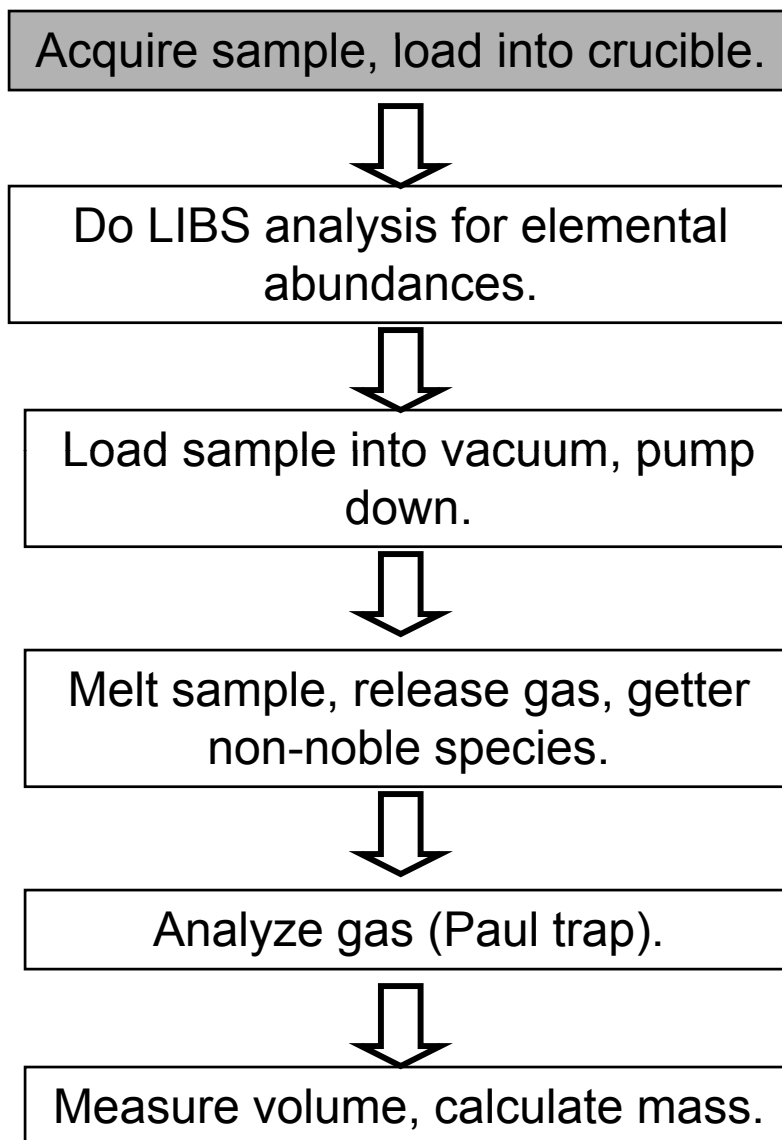 Acquire sample, load into crucible.
Do LIBS analysis for elemental
abundances.
Load sample into vacuum, pump
down.
Melt sample, release gas, getter
non-noble species.
Analyze gas (Paul trap).
Measure volume, calculate mass.